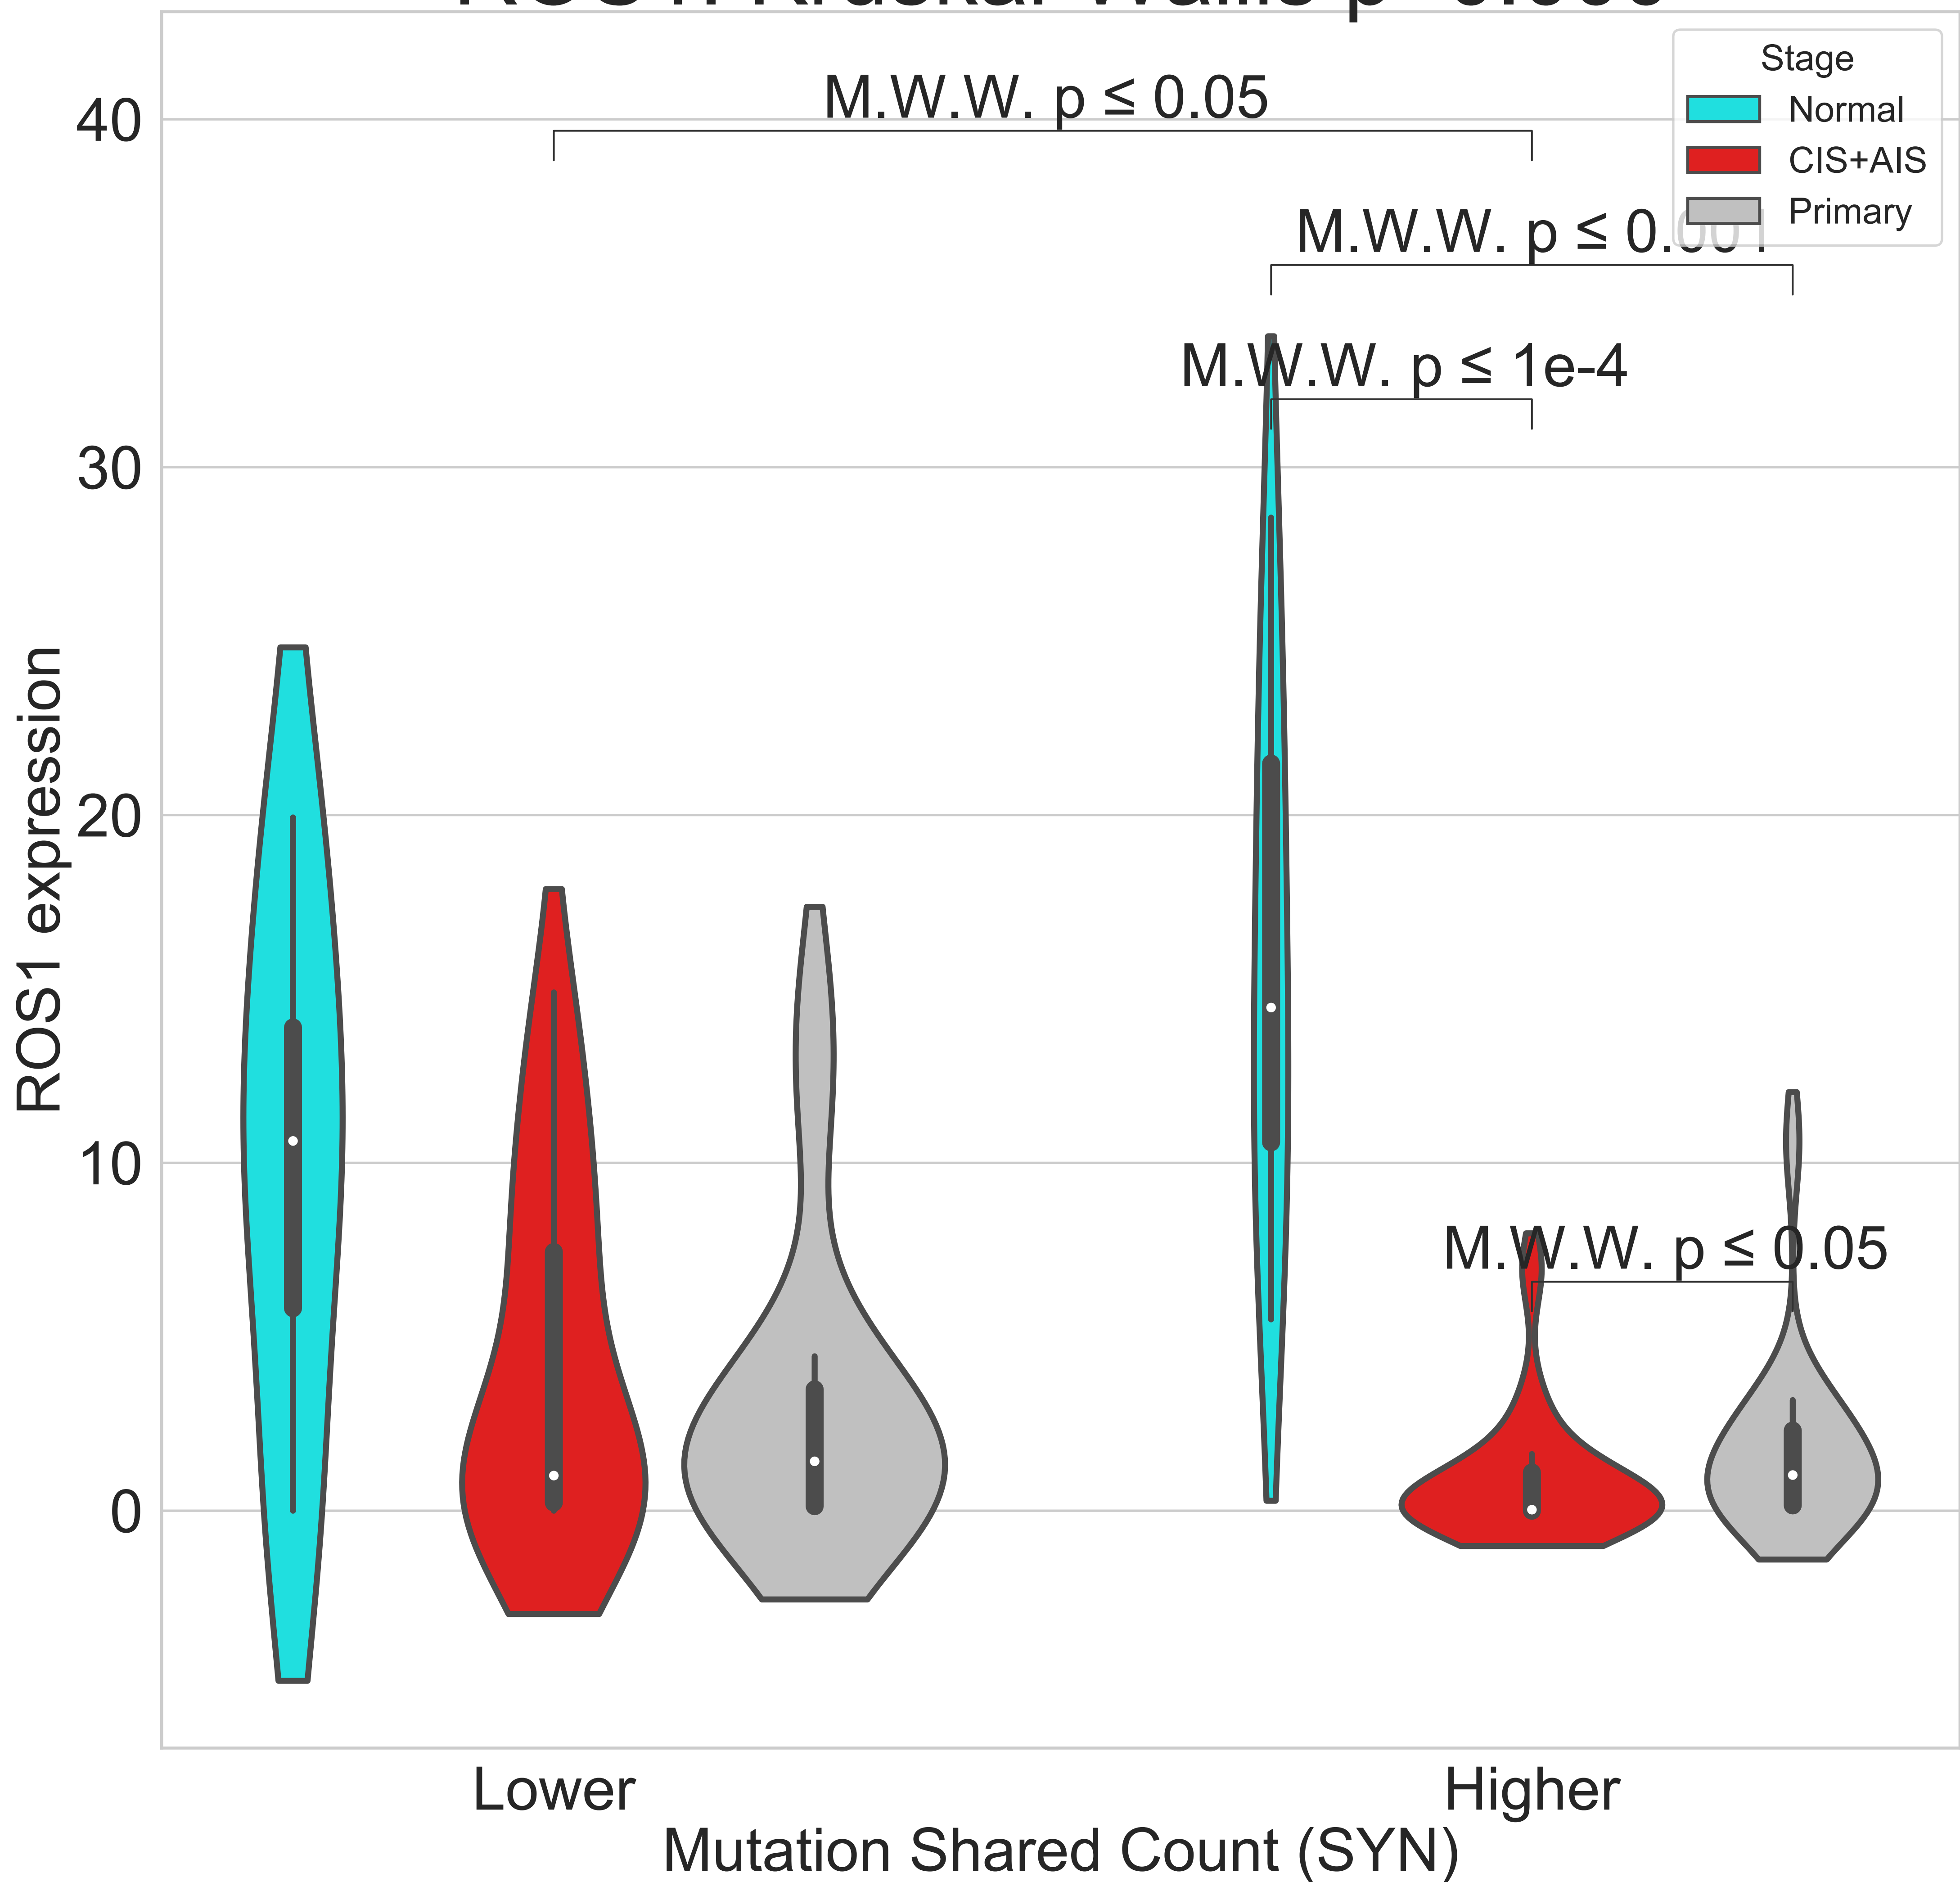 M.W.W. p ≤ 0.05
Stage
Normal
CIS+AIS
Primary
M.W.W. p ≤ 0.001
M.W.W. p ≤ 1e-4
M.W.W. p ≤ 0.05
40
30
20
10
0
ROS1 expression
Lower
Higher
Mutation Shared Count (SYN)